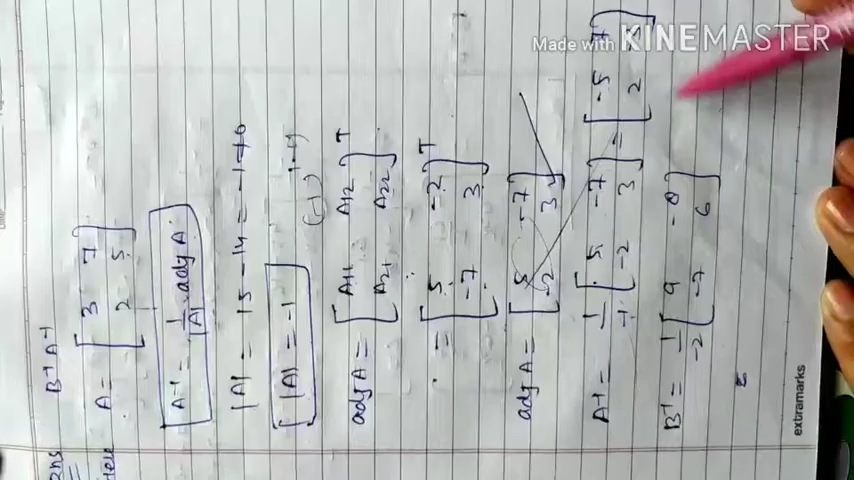 Ans B⁻¹A⁻¹
Here A = [3 7
2 5]
A⁻¹ = 1/|A| adj A
|A| = 15 - 14 = -1 ≠ 0
|A| = -1
adj A = [A11 A12
A21 A22]ᵀ
= [5 -2
-7 3]ᵀ
adj A = [5 -7
-2 3]
A⁻¹ = 1/-1 [5 -7
-2 3] = [-5 7
2
B⁻¹ = 1/-2 [9 -8
-7 6]
=
extramarks
Made with KINEMASTER